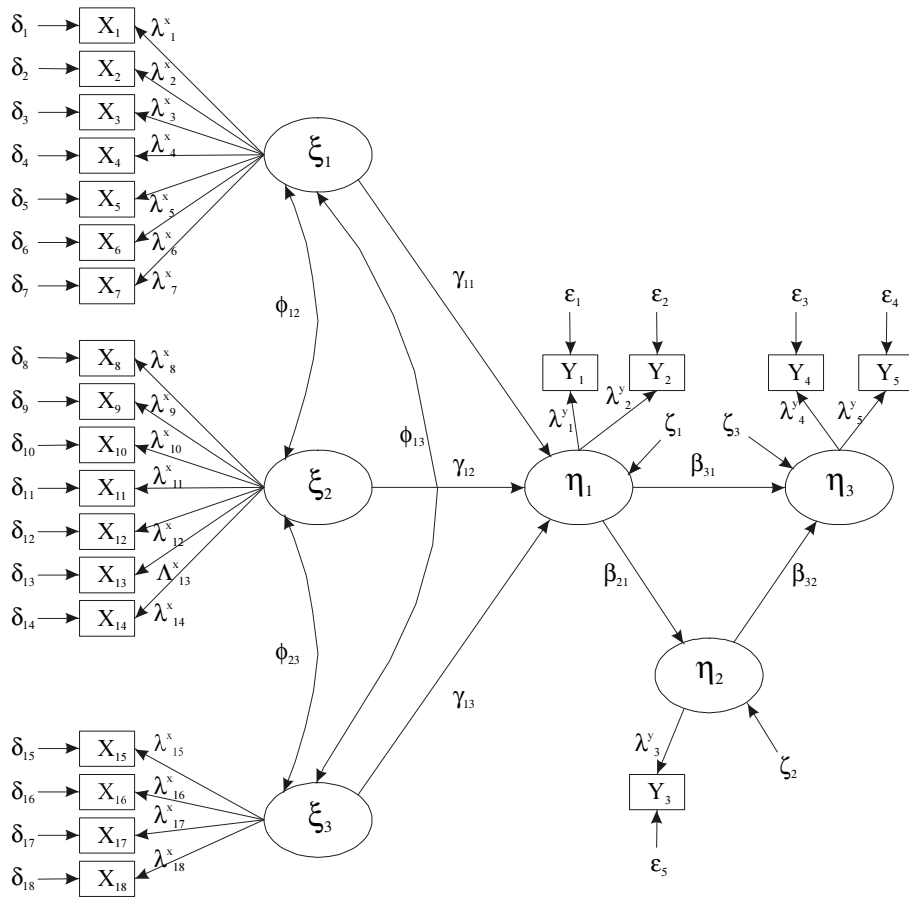 δ₁ X₁ λˣ₁
δ₂ X₂ λˣ₂
δ₃ X₃ λˣ₃
δ₄ X₄ λˣ₄
δ₅ X₅ λˣ₅
δ₆ X₆ λˣ₆
δ₇ X₇ λˣ₇
ξ₁
ϕ₁₂
γ₁₁
δ₈ X₈ λˣ₈
δ₉ X₉ λˣ₉
δ₁₀ X₁₀ λˣ₁₀
δ₁₁ X₁₁ λˣ₁₁
δ₁₂ X₁₂ λˣ₁₂
δ₁₃ X₁₃ Λˣ₁₃
δ₁₄ X₁₄ λˣ₁₄
ξ₂
ϕ₁₃
γ₁₂
ϕ₂₃
γ₁₃
δ₁₅ X₁₅ λˣ₁₅
δ₁₆ X₁₆ λˣ₁₆
δ₁₇ X₁₇ λˣ₁₇
δ₁₈ X₁₈ λˣ₁₈
ξ₃
ε₁ ε₂ ε₃ ε₄
Y₁ Y₂ Y₄ Y₅
λʸ₁ λʸ₂ λʸ₄ λʸ₅
ζ₁ ζ₃
η₁ β₃₁ η₃
β₂₁ β₃₂
η₂
λʸ₃ ζ₂
Y₃
ε₅